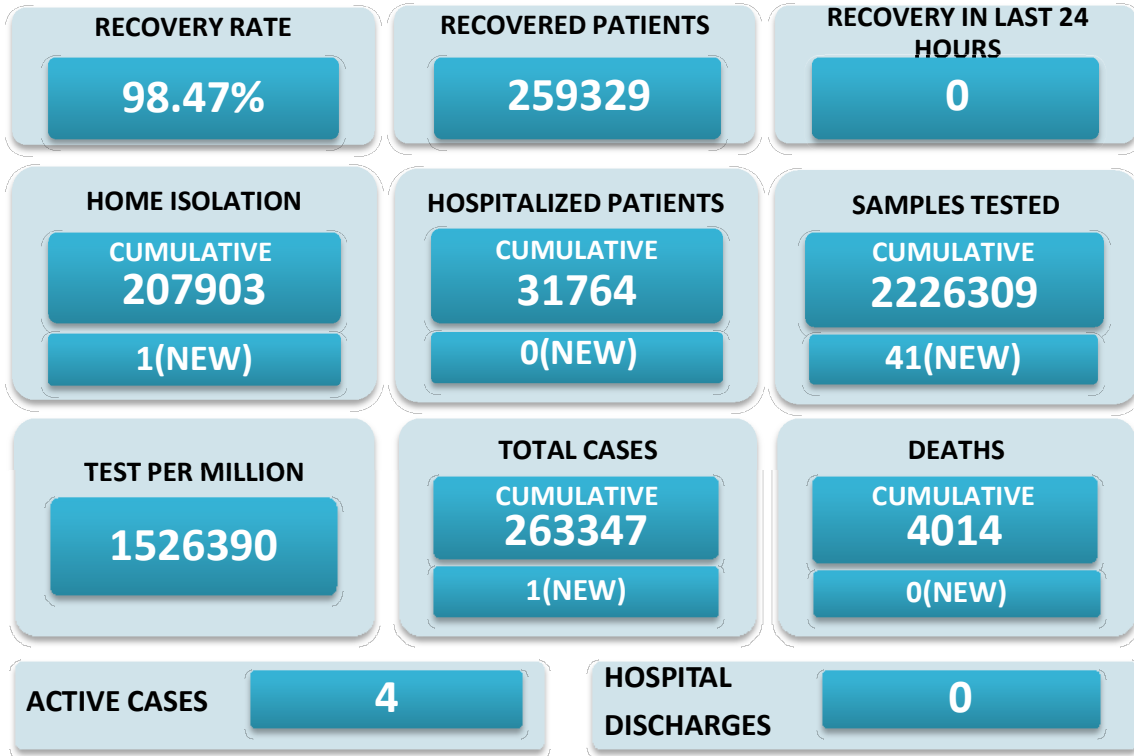 RECOVERY RATE
98.47%
RECOVERED PATIENTS
259329
RECOVERY IN LAST 24
HOURS
0
HOME ISOLATION
CUMULATIVE
207903
1(NEW)
HOSPITALIZED PATIENTS
CUMULATIVE
31764
0(NEW)
SAMPLES TESTED
CUMULATIVE
2226309
41(NEW)
TEST PER MILLION
1526390
TOTAL CASES
CUMULATIVE
263347
1(NEW)
DEATHS
CUMULATIVE
4014
0(NEW)
ACTIVE CASES
4
HOSPITAL
DISCHARGES
0